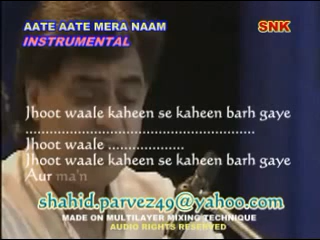 AATE AATE MERA NAAM
SNK
INSTRUMENTAL
Jhoot waale kaheen se kaheen barh gaye
.......................................................
Jhoot waale ...................
Jhoot waale kaheen se kaheen barh gaye
Aur ma'n
shahid.parvez49@yahoo.com
MADE ON MULTILAYER MIXING TECHNIQUE
AUDIO RIGHTS RESERVED